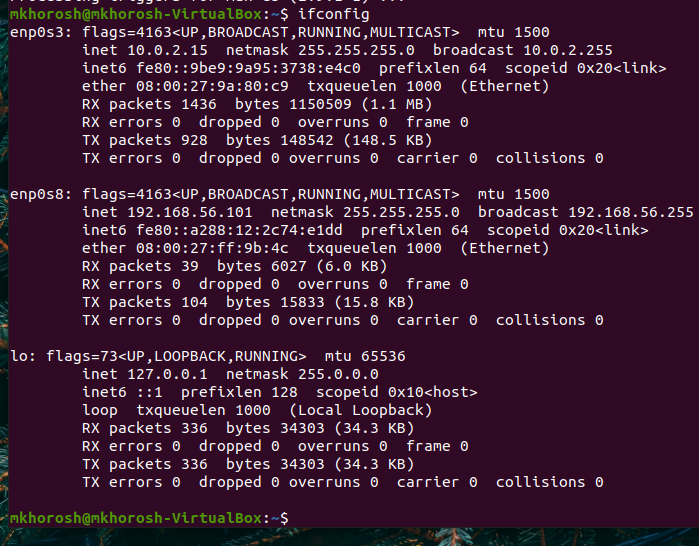 mkhorosh@mkhorosh-VirtualBox:~$ ifconfig
enp0s3: flags=4163<UP,BROADCAST,RUNNING,MULTICAST>  mtu 1500
        inet 10.0.2.15  netmask 255.255.255.0  broadcast 10.0.2.255
        inet6 fe80::9be9:9a95:3738:e4c0  prefixlen 64  scopeid 0x20<link>
        ether 08:00:27:9a:80:c9  txqueuelen 1000  (Ethernet)
        RX packets 1436  bytes 1150509 (1.1 MB)
        RX errors 0  dropped 0  overruns 0  frame 0
        TX packets 928  bytes 148542 (148.5 KB)
        TX errors 0  dropped 0 overruns 0  carrier 0  collisions 0
enp0s8: flags=4163<UP,BROADCAST,RUNNING,MULTICAST>  mtu 1500
        inet 192.168.56.101  netmask 255.255.255.0  broadcast 192.168.56.255
        inet6 fe80::a288:12:2c74:e1dd  prefixlen 64  scopeid 0x20<link>
        ether 08:00:27:ff:9b:4c  txqueuelen 1000  (Ethernet)
        RX packets 39  bytes 6027 (6.0 KB)
        RX errors 0  dropped 0  overruns 0  frame 0
        TX packets 104  bytes 15833 (15.8 KB)
        TX errors 0  dropped 0 overruns 0  carrier 0  collisions 0
lo: flags=73<UP,LOOPBACK,RUNNING>  mtu 65536
        inet 127.0.0.1  netmask 255.0.0.0
        inet6 ::1  prefixlen 128  scopeid 0x10<host>
        loop  txqueuelen 1000  (Local Loopback)
        RX packets 336  bytes 34303 (34.3 KB)
        RX errors 0  dropped 0  overruns 0  frame 0
        TX packets 336  bytes 34303 (34.3 KB)
        TX errors 0  dropped 0 overruns 0  carrier 0  collisions 0
mkhorosh@mkhorosh-VirtualBox:~$